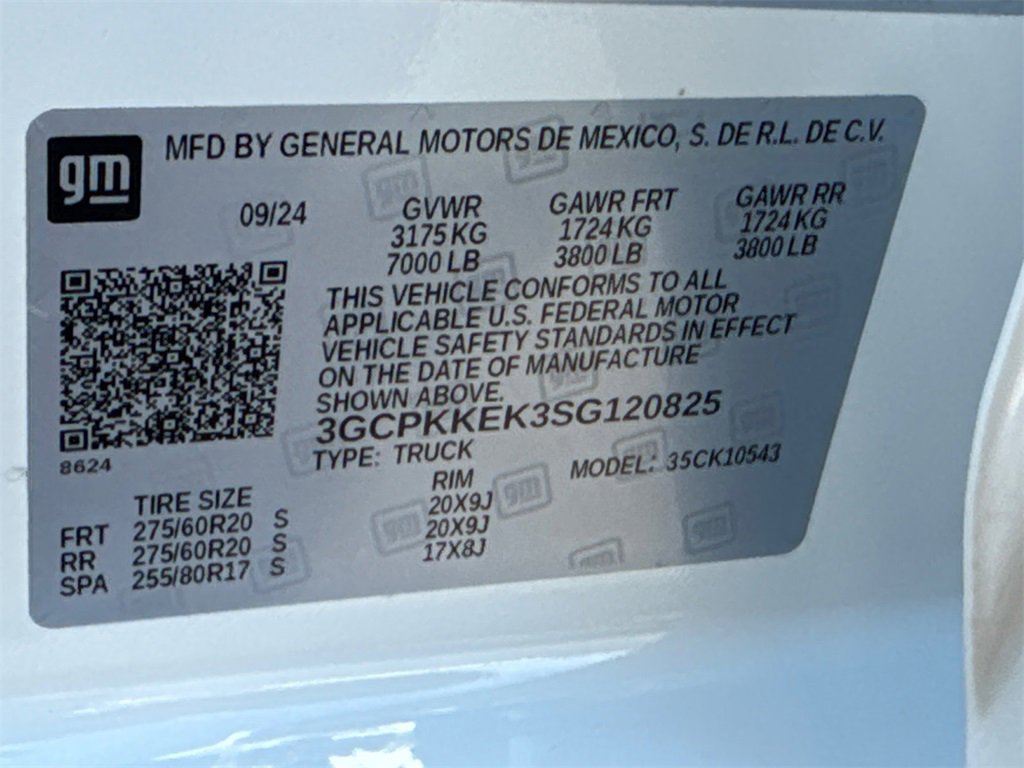 gm MFD BY GENERAL MOTORS DE MEXICO, S. DE R.L. DE C.V.
09/24 GVWR GAWR FRT GAWR RR
3175 KG 1724 KG 1724 KG
7000 LB 3800 LB 3800 LB
THIS VEHICLE CONFORMS TO ALL
APPLICABLE U.S. FEDERAL MOTOR
VEHICLE SAFETY STANDARDS IN EFFECT
ON THE DATE OF MANUFACTURE
SHOWN ABOVE.
3GCPKKEK3SG120825
8624 TYPE: TRUCK MODEL: 35CK10543
TIRE SIZE RIM
FRT 275/60R20 S 20X9J
RR 275/60R20 S 20X9J
SPA 255/80R17 S 17X8J